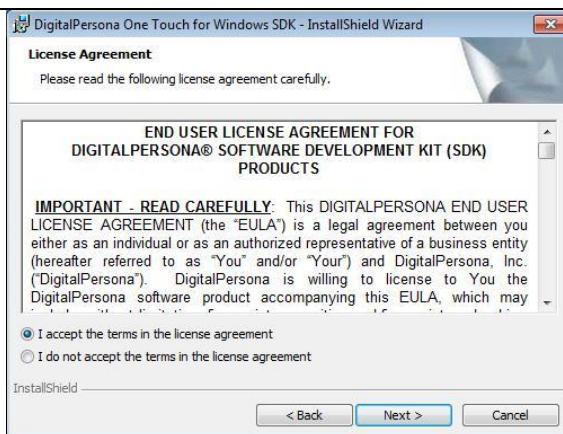 DigitalPersona One Touch for Windows SDK - InstallShield Wizard
License Agreement
Please read the following license agreement carefully.
END USER LICENSE AGREEMENT FOR
DIGITALPERSONA® SOFTWARE DEVELOPMENT KIT (SDK)
PRODUCTS
IMPORTANT - READ CAREFULLY: This DIGITALPERSONA END USER
LICENSE AGREEMENT (the “EULA”) is a legal agreement between you
either as an individual or as an authorized representative of a business entity
(hereafter referred to as “You” and/or “Your”) and DigitalPersona, Inc.
(“DigitalPersona”). DigitalPersona is willing to license to You the
DigitalPersona software product accompanying this EULA, which may
I accept the terms in the license agreement
I do not accept the terms in the license agreement
InstallShield
< Back
Next >
Cancel